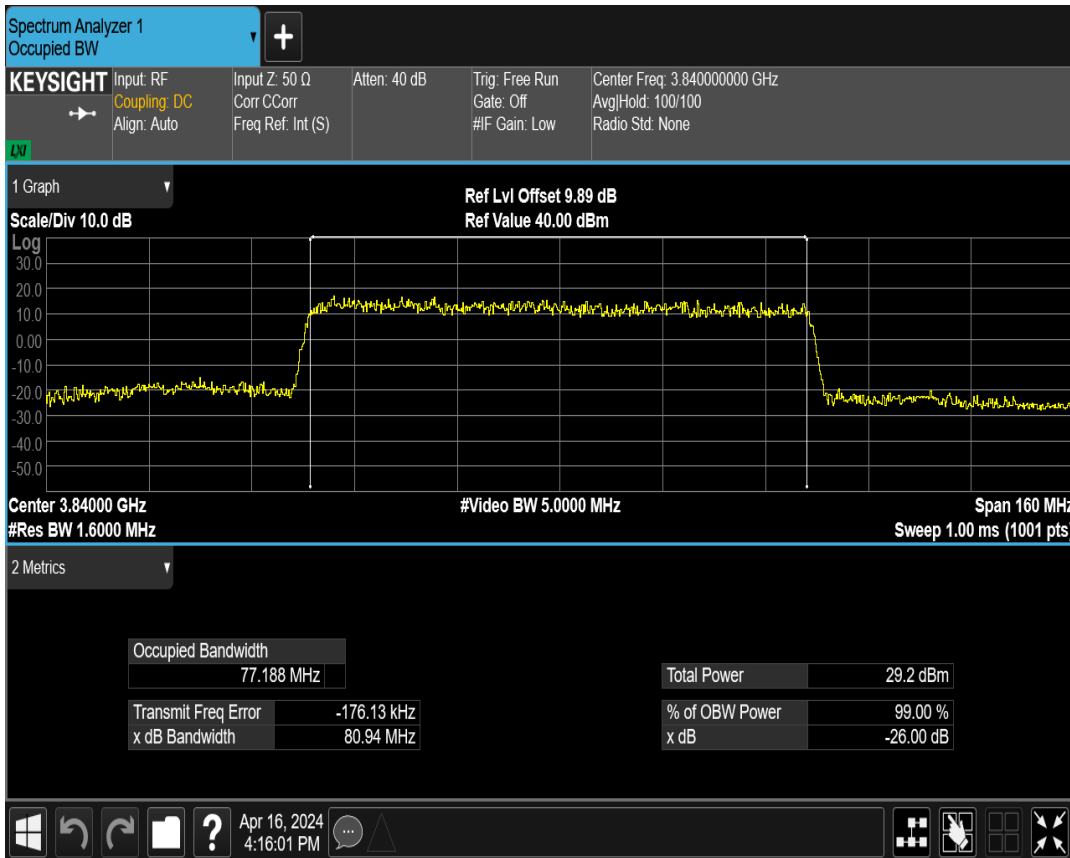 Spectrum Analyzer 1
Occupied BW
+
KEYSIGHT
LXI
Input: RF
Coupling: DC
Align: Auto
Input Z: 50 Ω
Corr CCorr
Freq Ref: Int (S)
Atten: 40 dB
Trig: Free Run
Gate: Off
#IF Gain: Low
Center Freq: 3.840000000 GHz
Avg|Hold: 100/100
Radio Std: None
1 Graph
Scale/Div 10.0 dB
Ref Lvl Offset 9.89 dB
Ref Value 40.00 dBm
Log
30.0
20.0
10.0
0.00
-10.0
-20.0
-30.0
-40.0
-50.0
Center 3.84000 GHz
#Video BW 5.0000 MHz
Span 160 MHz
#Res BW 1.6000 MHz
Sweep 1.00 ms (1001 pts)
2 Metrics
Occupied Bandwidth
77.188 MHz
Total Power 29.2 dBm
Transmit Freq Error -176.13 kHz
% of OBW Power 99.00 %
x dB Bandwidth 80.94 MHz
x dB -26.00 dB
?
Apr 16, 2024
4:16:01 PM